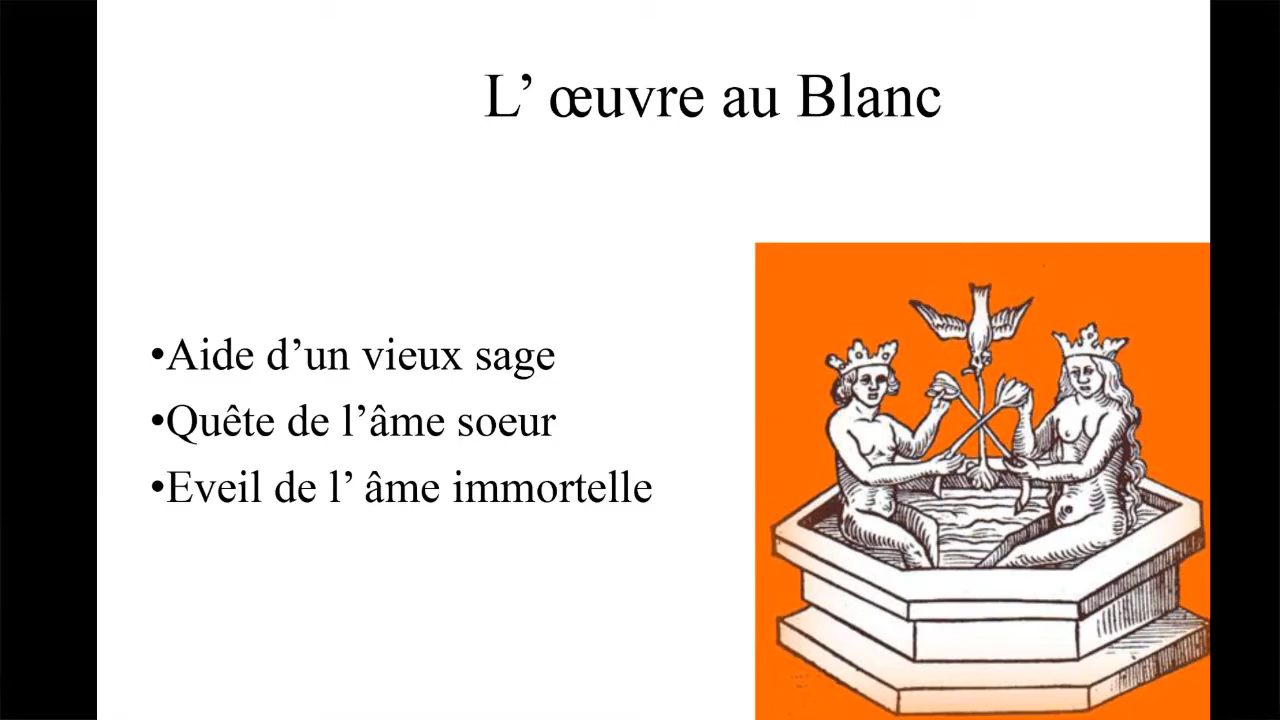 L’ œuvre au Blanc
•Aide d’un vieux sage
•Quête de l’âme soeur
•Eveil de l’ âme immortelle